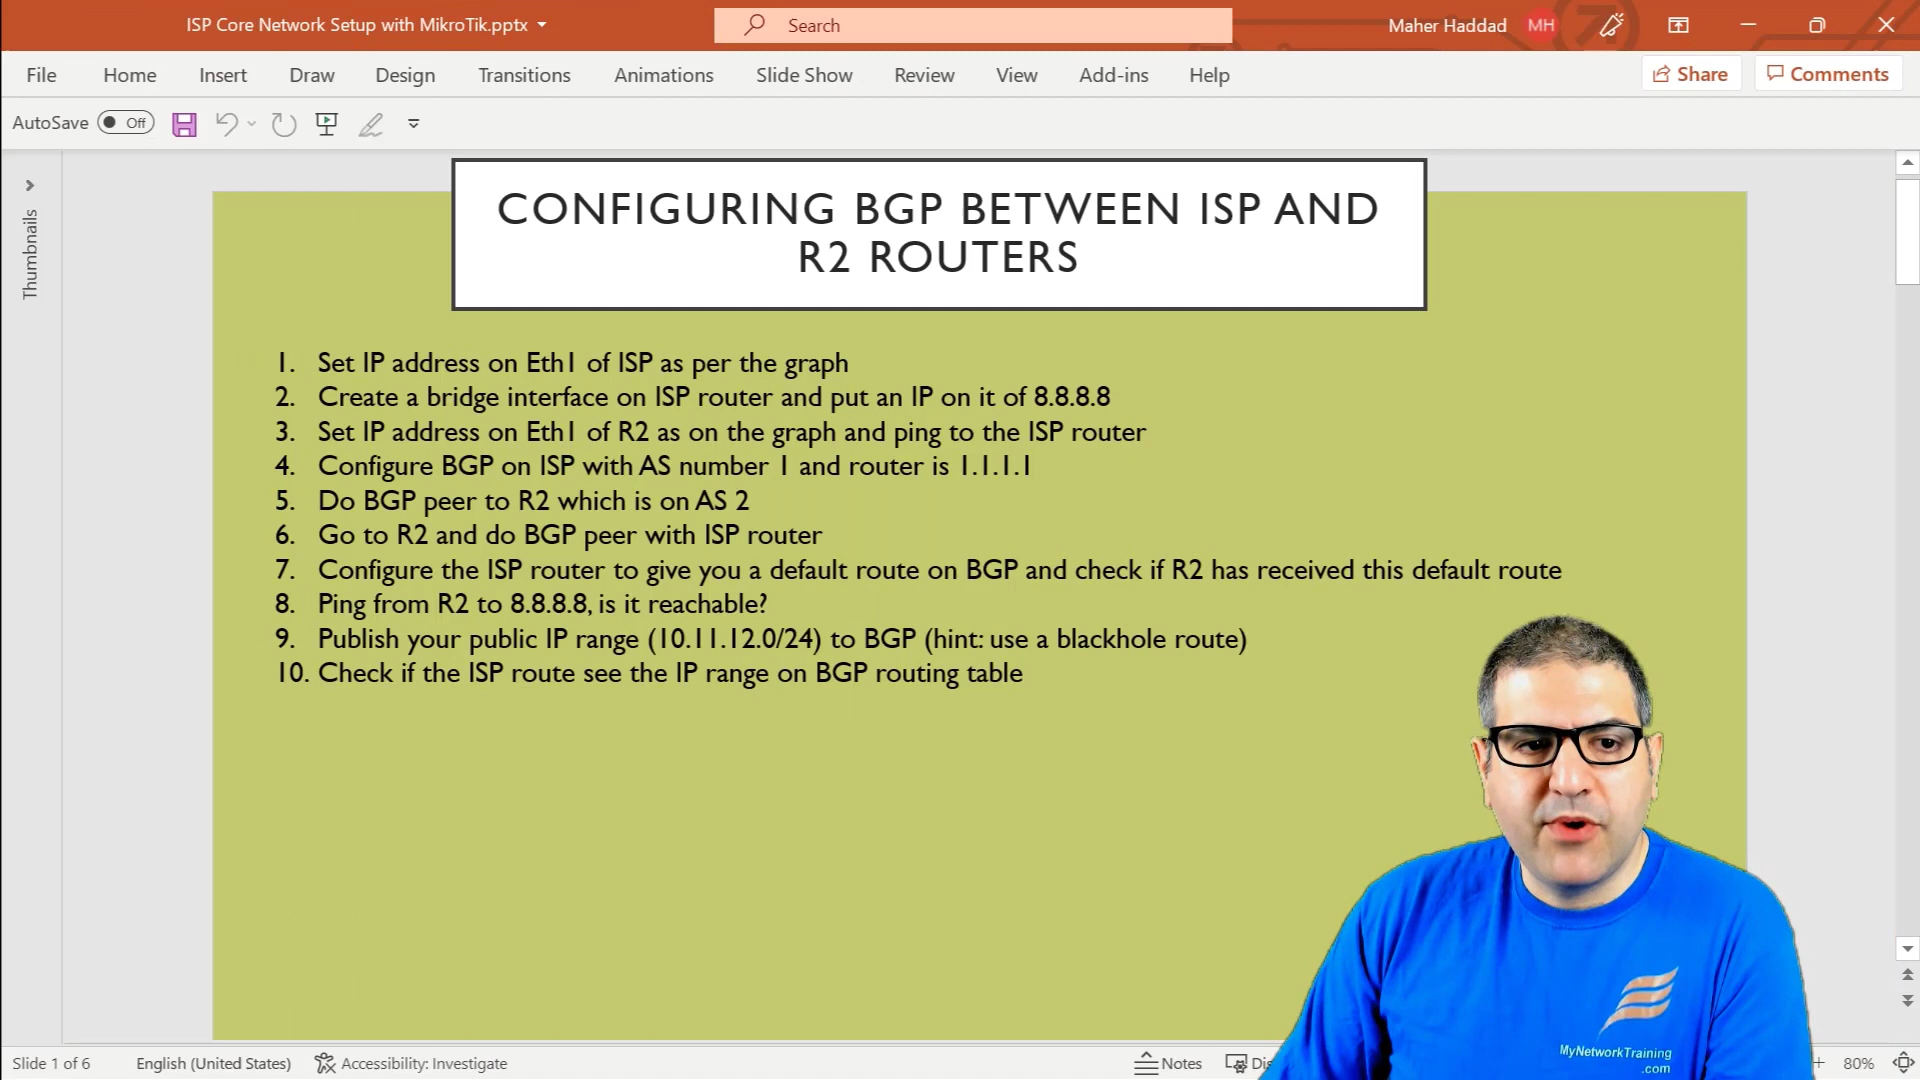 ISP Core Network Setup with MikroTik.pptx
Search
Maher Haddad
MH
File
Home
Insert
Draw
Design
Transitions
Animations
Slide Show
Review
View
Add-ins
Help
Share
Comments
AutoSave
Off
Thumbnails
CONFIGURING BGP BETWEEN ISP AND
R2 ROUTERS
1. Set IP address on Eth1 of ISP as per the graph
2. Create a bridge interface on ISP router and put an IP on it of 8.8.8.8
3. Set IP address on Eth1 of R2 as on the graph and ping to the ISP router
4. Configure BGP on ISP with AS number 1 and router is 1.1.1.1
5. Do BGP peer to R2 which is on AS 2
6. Go to R2 and do BGP peer with ISP router
7. Configure the ISP router to give you a default route on BGP and check if R2 has received this default route
8. Ping from R2 to 8.8.8.8, is it reachable?
9. Publish your public IP range (10.11.12.0/24) to BGP (hint: use a blackhole route)
10. Check if the ISP route see the IP range on BGP routing table
MyNetworkTraining
.com
Slide 1 of 6
English (United States)
Accessibility: Investigate
Notes
80%